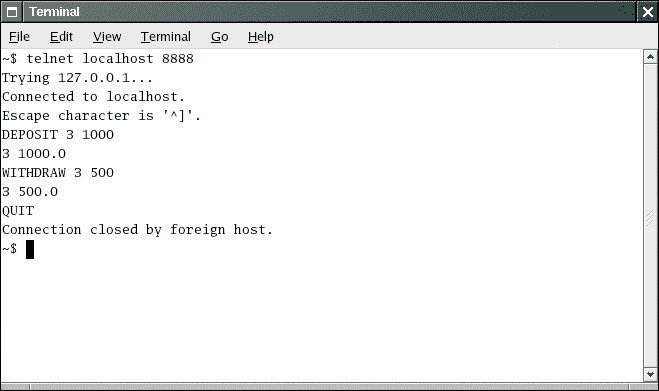 Terminal
File Edit View Terminal Go Help
~$ telnet localhost 8888
Trying 127.0.0.1...
Connected to localhost.
Escape character is '^]'.
DEPOSIT 3 1000
3 1000.0
WITHDRAW 3 500
3 500.0
QUIT
Connection closed by foreign host.
~$